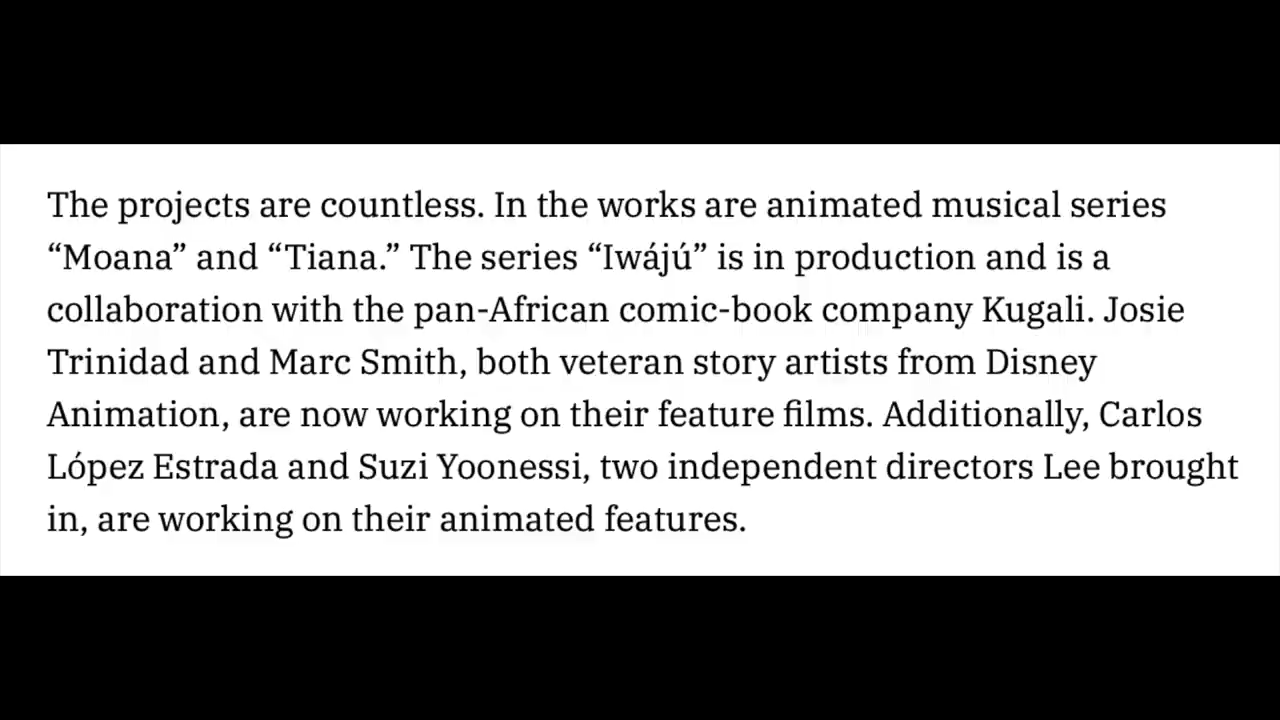 The projects are countless. In the works are animated musical series
“Moana” and “Tiana.” The series “Iwájú” is in production and is a
collaboration with the pan-African comic-book company Kugali. Josie
Trinidad and Marc Smith, both veteran story artists from Disney
Animation, are now working on their feature films. Additionally, Carlos
López Estrada and Suzi Yoonessi, two independent directors Lee brought
in, are working on their animated features.